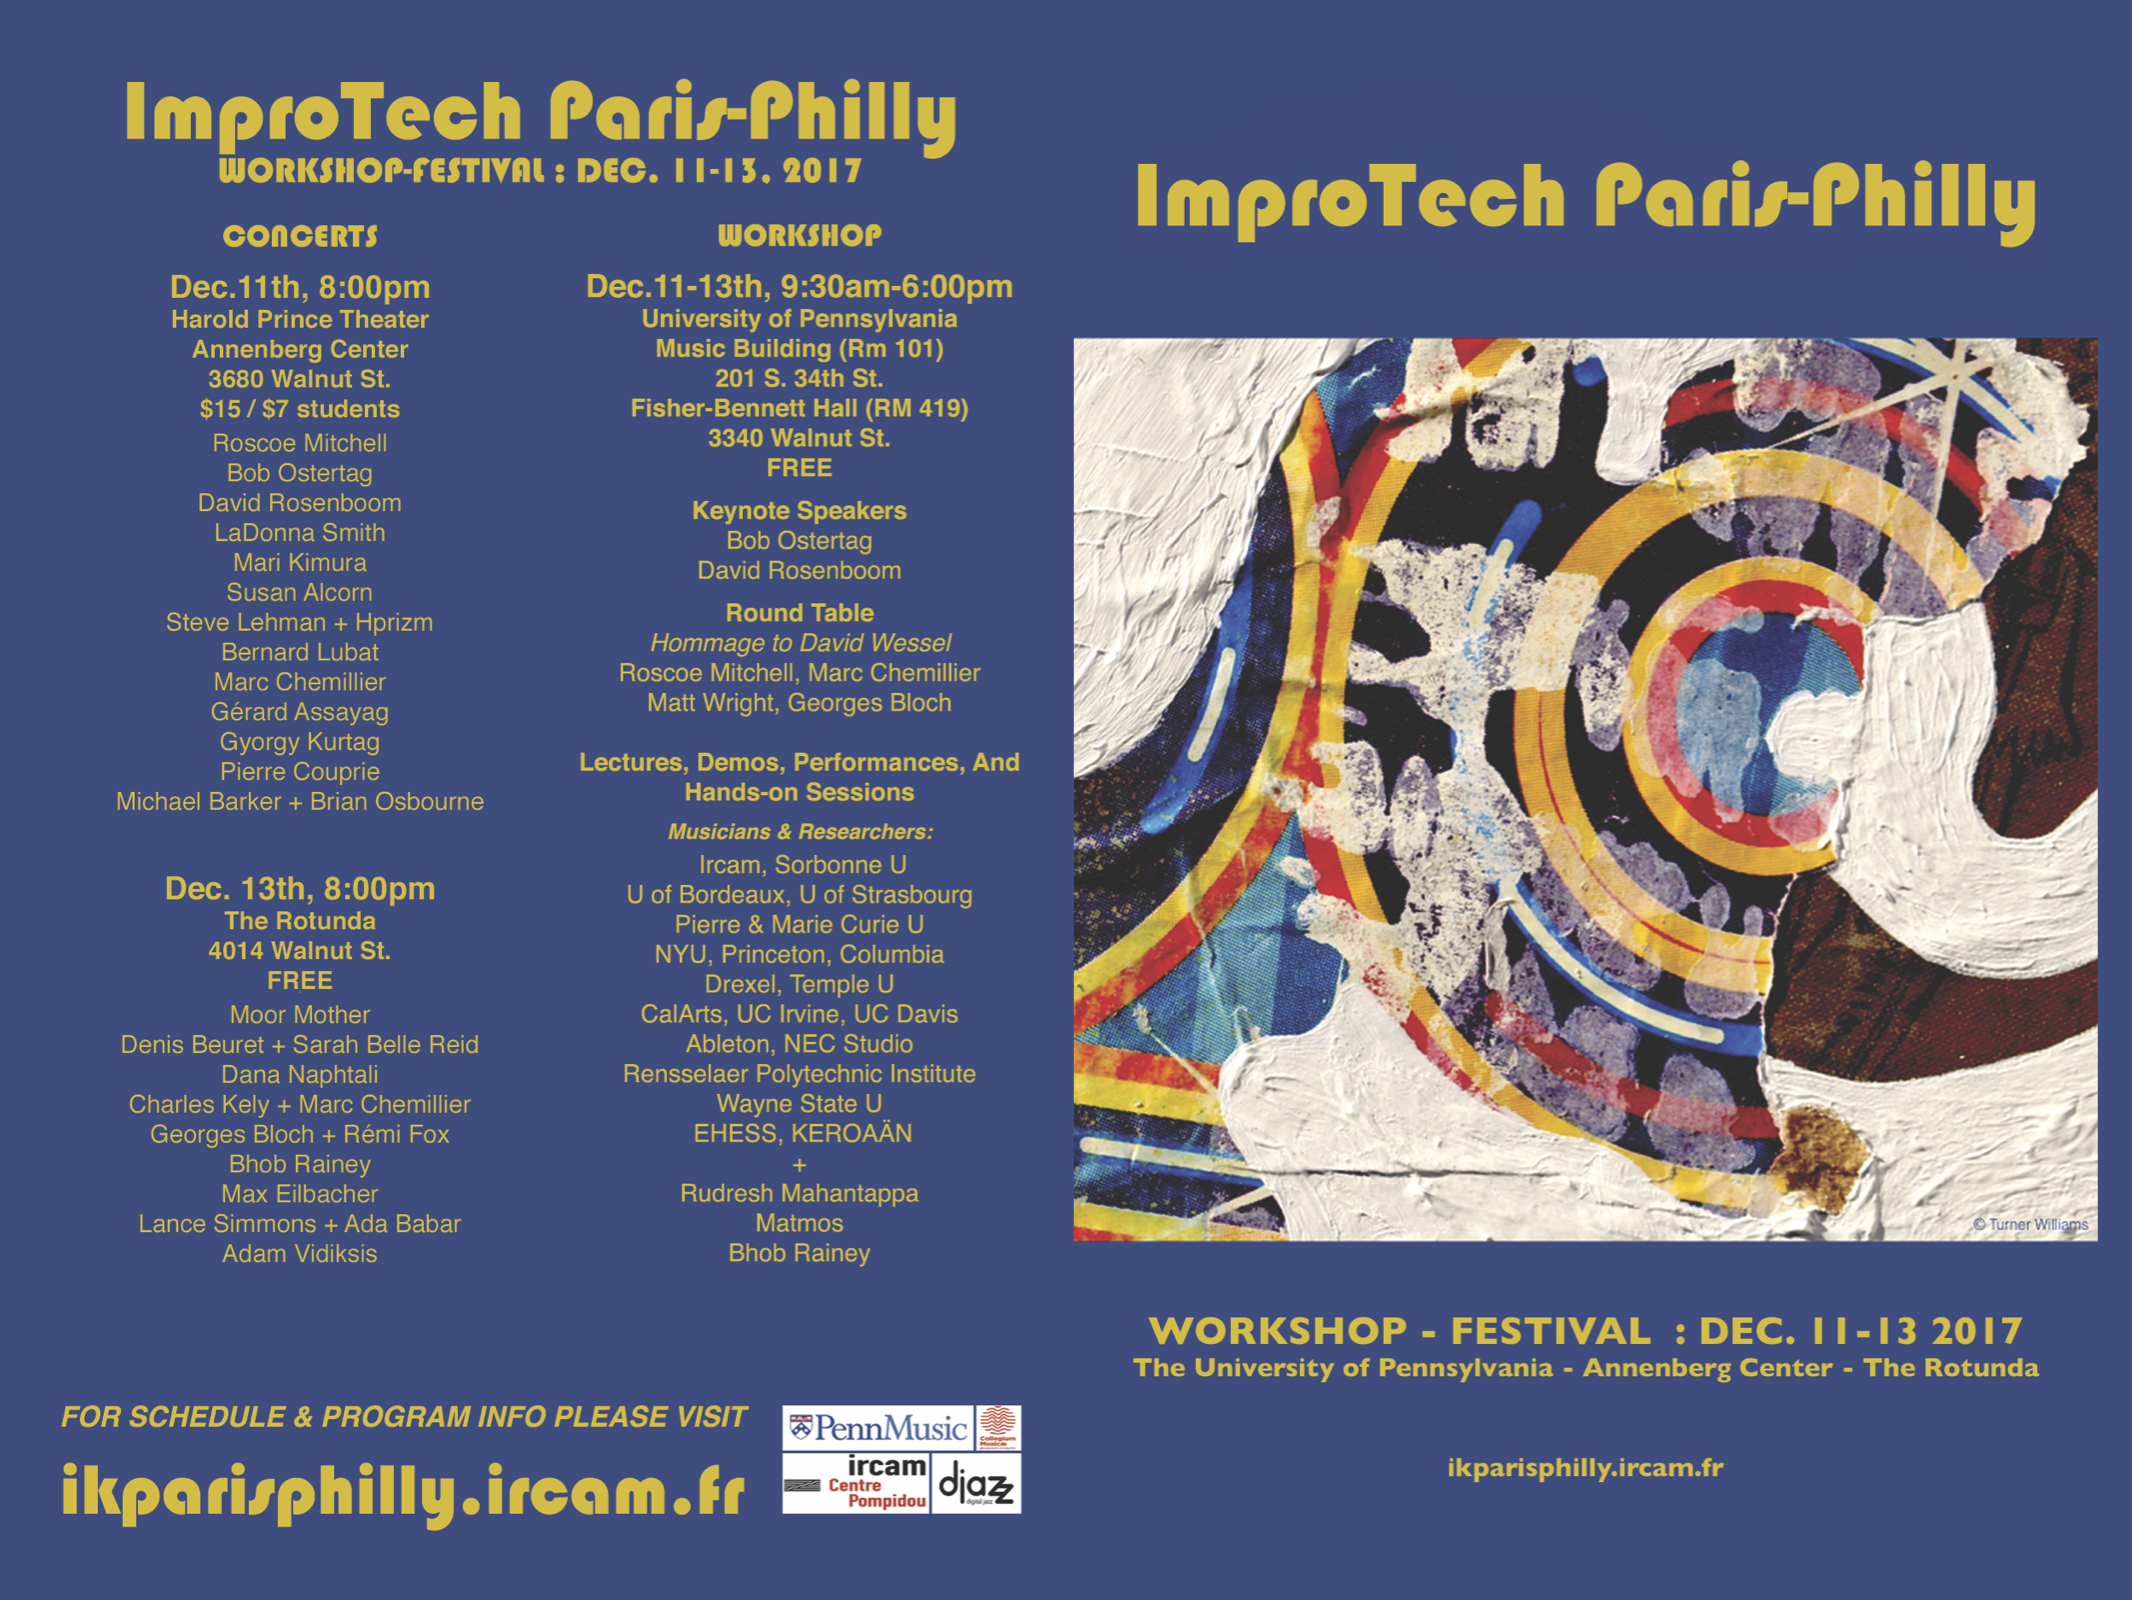 ImproTech Paris-Philly
WORKSHOP-FESTIVAL : DEC. 11-13, 2017
CONCERTS
Dec.11th, 8:00pm
Harold Prince Theater
Annenberg Center
3680 Walnut St.
$15 / $7 students
Roscoe Mitchell
Bob Ostertag
David Rosenboom
LaDonna Smith
Mari Kimura
Susan Alcorn
Steve Lehman + Hprizm
Bernard Lubat
Marc Chemillier
Gérard Assayag
Gyorgy Kurtag
Pierre Couprie
Michael Barker + Brian Osbourne
Dec. 13th, 8:00pm
The Rotunda
4014 Walnut St.
FREE
Moor Mother
Denis Beuret + Sarah Belle Reid
Dana Naphtali
Charles Kely + Marc Chemillier
Georges Bloch + Rémi Fox
Bhob Rainey
Max Eilbacher
Lance Simmons + Ada Babar
Adam Vidiksis
WORKSHOP
Dec.11-13th, 9:30am-6:00pm
University of Pennsylvania
Music Building (Rm 101)
201 S. 34th St.
Fisher-Bennett Hall (RM 419)
3340 Walnut St.
FREE
Keynote Speakers
Bob Ostertag
David Rosenboom
Round Table
Hommage to David Wessel
Roscoe Mitchell, Marc Chemillier
Matt Wright, Georges Bloch
Lectures, Demos, Performances, And
Hands-on Sessions
Musicians & Researchers:
Ircam, Sorbonne U
U of Bordeaux, U of Strasbourg
Pierre & Marie Curie U
NYU, Princeton, Columbia
Drexel, Temple U
CalArts, UC Irvine, UC Davis
Ableton, NEC Studio
Rensselaer Polytechnic Institute
Wayne State U
EHESS, KEROAÄN
+
Rudresh Mahantappa
Matmos
Bhob Rainey
FOR SCHEDULE & PROGRAM INFO PLEASE VISIT
ikparisphilly.ircam.fr
PennMusic
Collegium
Musicæ
ircam
Centre
Pompidou
djazz
digital jazz
ImproTech Paris-Philly
© Turner Williams
WORKSHOP - FESTIVAL : DEC. 11-13 2017
The University of Pennsylvania - Annenberg Center - The Rotunda
ikparisphilly.ircam.fr